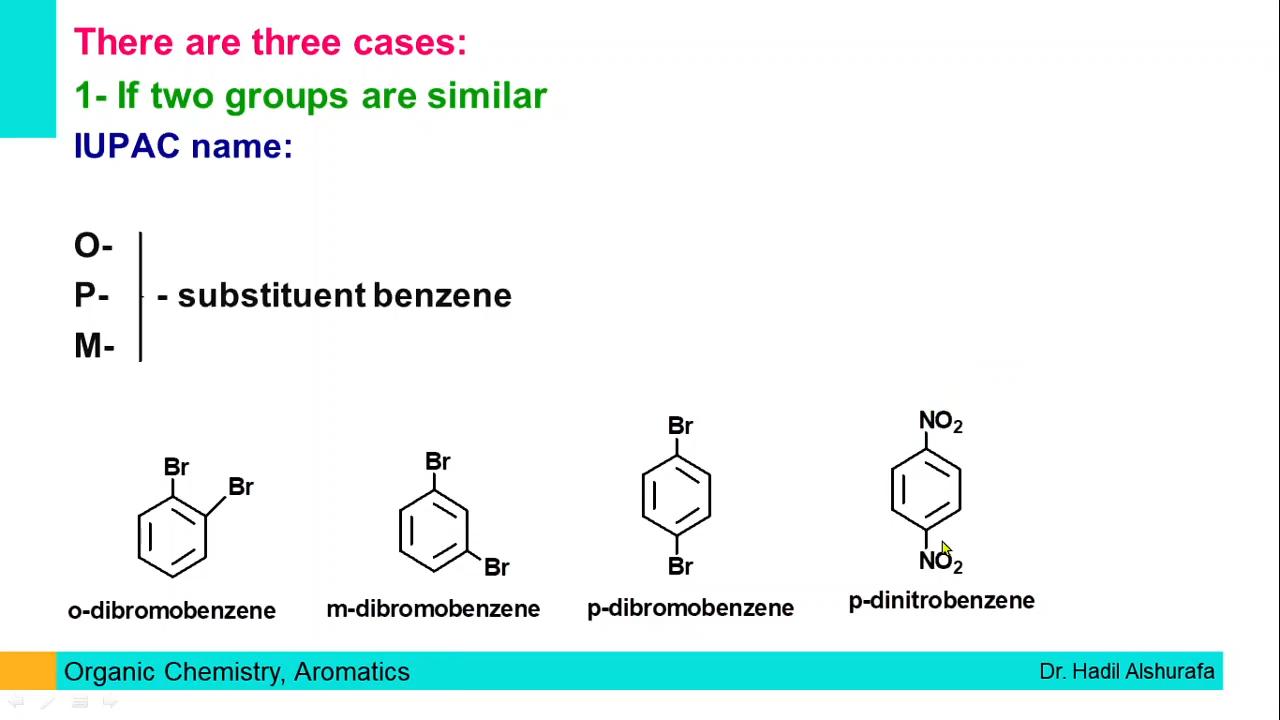 There are three cases:
1- If two groups are similar
IUPAC name:
O-
P- - substituent benzene
M-
Br
Br
o-dibromobenzene
Br
Br
m-dibromobenzene
Br
Br
p-dibromobenzene
NO₂
NO₂
p-dinitrobenzene
Organic Chemistry, Aromatics
Dr. Hadil Alshurafa